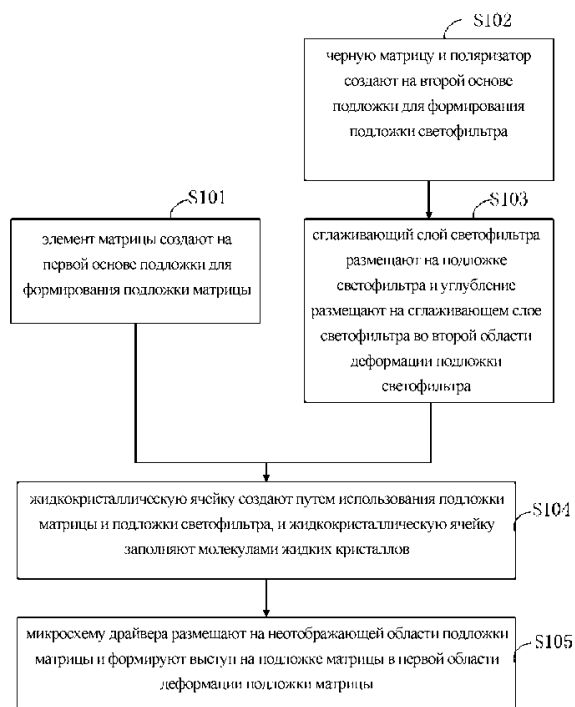 S102
черную матрицу и поляризатор
создают на второй основе
подложки для формирования
подложки светофильтра
S101
элемент матрицы создают на
первой основе подложки для
формирования подложки матрицы
S103
сглаживающий слой светофильтра
размещают на подложке
светофильтра и углубление
размещают на сглаживающем слое
светофильтра во второй области
деформации подложки
светофильтра
S104
жидкокристаллическую ячейку создают путем использования подложки
матрицы и подложки светофильтра, и жидкокристаллическую ячейку
заполняют молекулами жидких кристаллов
S105
микросхему драйвера размещают на неотображающей области подложки
матрицы и формируют выступ на подложке матрицы в первой области
деформации подложки матрицы